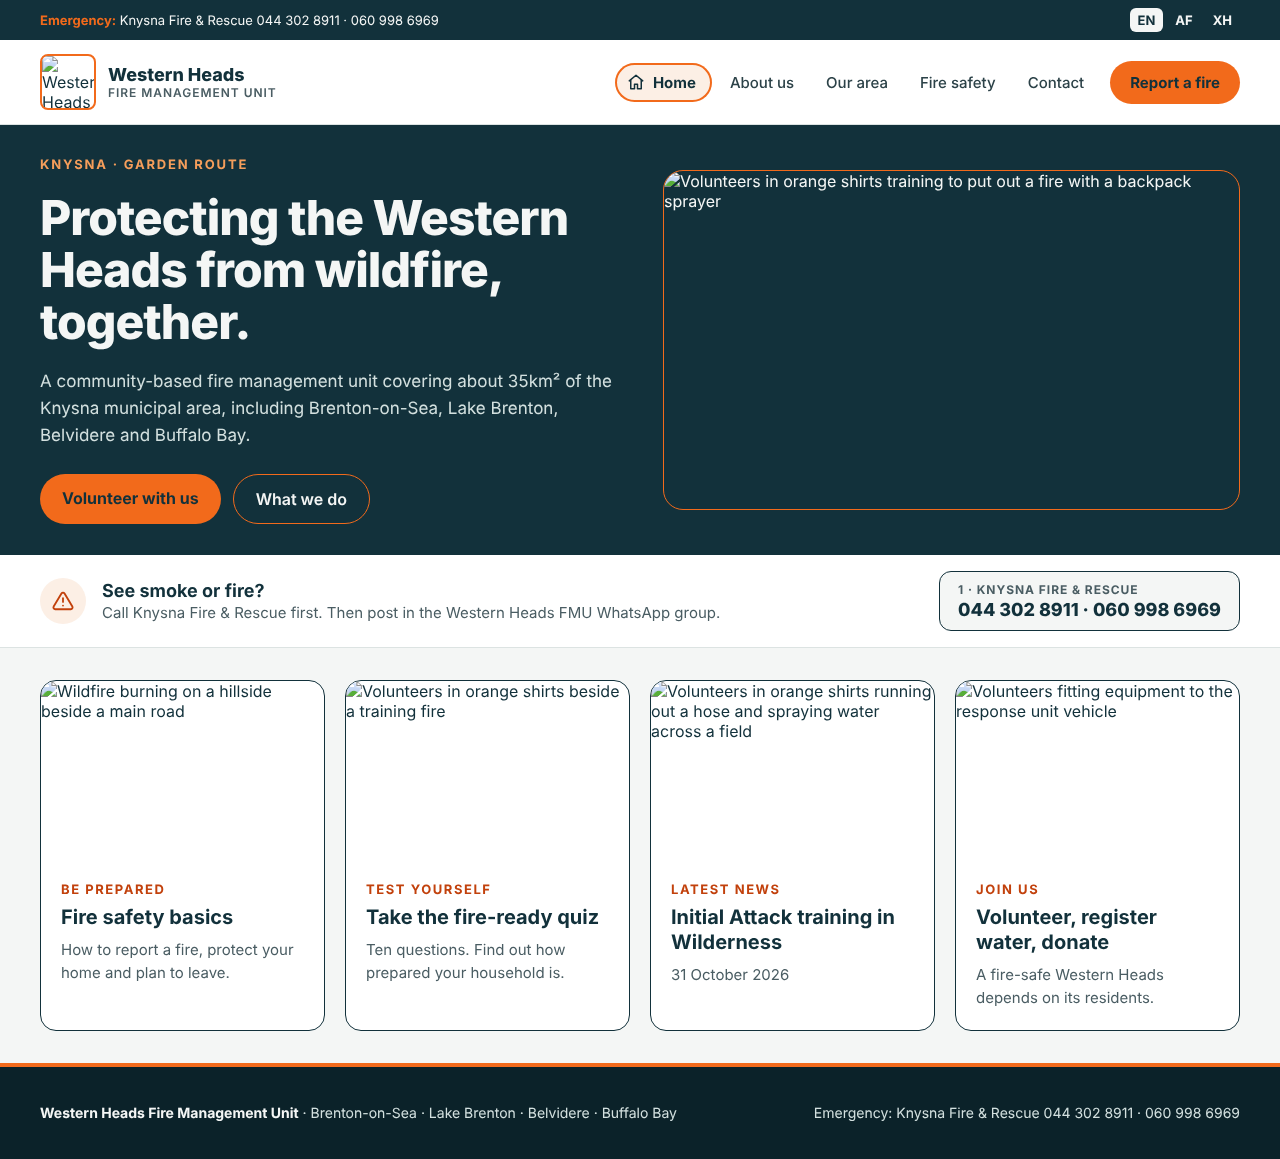 Emergency: Knysna Fire & Rescue 044 302 8911 · 060 998 6969
EN AF XH
Wester
Heads
Western Heads
FIRE MANAGEMENT UNIT
Home
About us
Our area
Fire safety
Contact
Report a fire
KNYSNA · GARDEN ROUTE
Protecting the Western
Heads from wildfire,
together.
A community-based fire management unit covering about 35km² of the
Knysna municipal area, including Brenton-on-Sea, Lake Brenton,
Belvidere and Buffalo Bay.
Volunteer with us
What we do
Volunteers in orange shirts training to put out a fire with a backpack
sprayer
See smoke or fire?
Call Knysna Fire & Rescue first. Then post in the Western Heads FMU WhatsApp group.
1 · KNYSNA FIRE & RESCUE
044 302 8911 · 060 998 6969
Wildfire burning on a hillside
beside a main road
BE PREPARED
Fire safety basics
How to report a fire, protect your
home and plan to leave.
Volunteers in orange shirts beside
a training fire
TEST YOURSELF
Take the fire-ready quiz
Ten questions. Find out how
prepared your household is.
Volunteers in orange shirts running
out a hose and spraying water
across a field
LATEST NEWS
Initial Attack training in
Wilderness
31 October 2026
Volunteers fitting equipment to the
response unit vehicle
JOIN US
Volunteer, register
water, donate
A fire-safe Western Heads
depends on its residents.
Western Heads Fire Management Unit · Brenton-on-Sea · Lake Brenton · Belvidere · Buffalo Bay
Emergency: Knysna Fire & Rescue 044 302 8911 · 060 998 6969